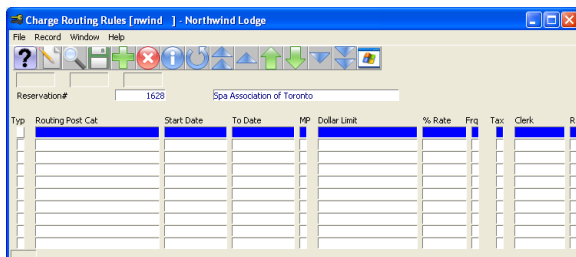 Charge Routing Rules [nwind ] - Northwind Lodge
File Record Window Help
Reservation# 1628 Spa Association of Toronto
Typ Routing Post Cat Start Date To Date MP Dollar Limit % Rate Frq Tax Clerk R